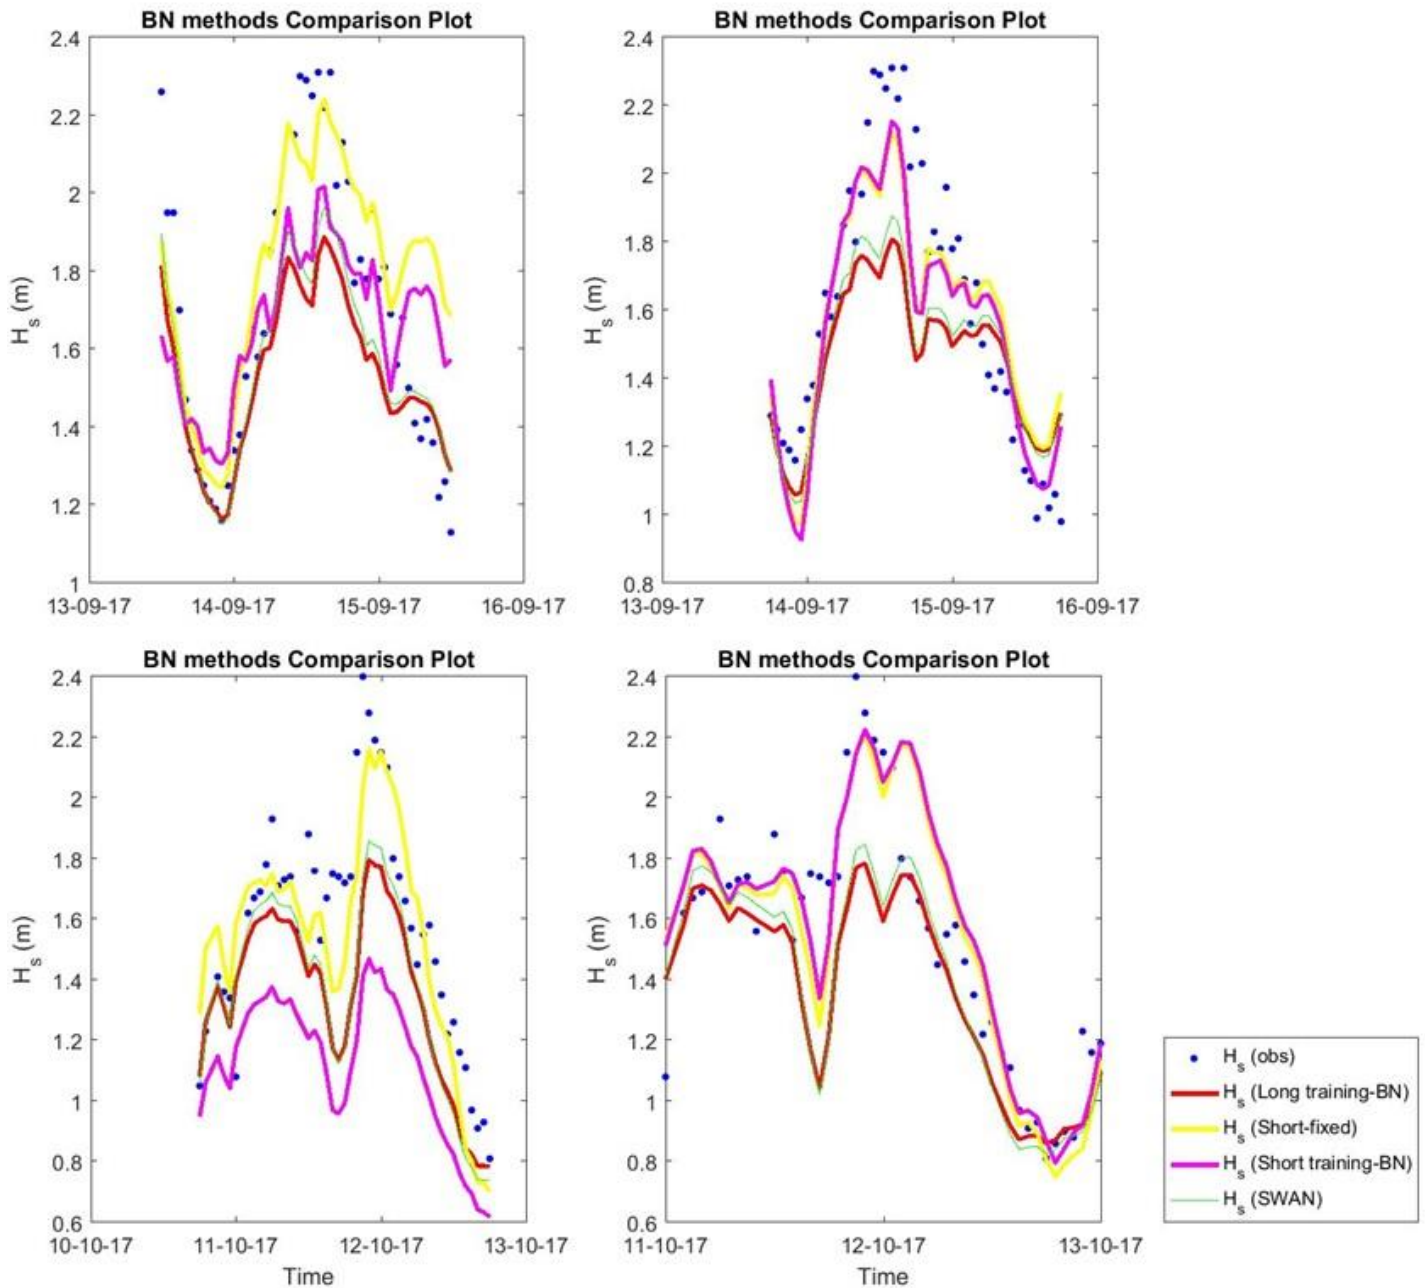 BN methods Comparison Plot
2.4
2.2
2
1.8
1.6
1.4
1.2
1
H_s (m)
13-09-17 14-09-17 15-09-17 16-09-17
BN methods Comparison Plot
2.4
2.2
2
1.8
1.6
1.4
1.2
1
0.8
H_s (m)
13-09-17 14-09-17 15-09-17 16-09-17
BN methods Comparison Plot
2.4
2.2
2
1.8
1.6
1.4
1.2
1
0.8
0.6
H_s (m)
10-10-17 11-10-17 12-10-17 13-10-17
Time
BN methods Comparison Plot
2.4
2.2
2
1.8
1.6
1.4
1.2
1
0.8
0.6
H_s (m)
11-10-17 12-10-17 13-10-17
Time
H_s (obs)
H_s (Long training-BN)
H_s (Short-fixed)
H_s (Short training-BN)
H_s (SWAN)